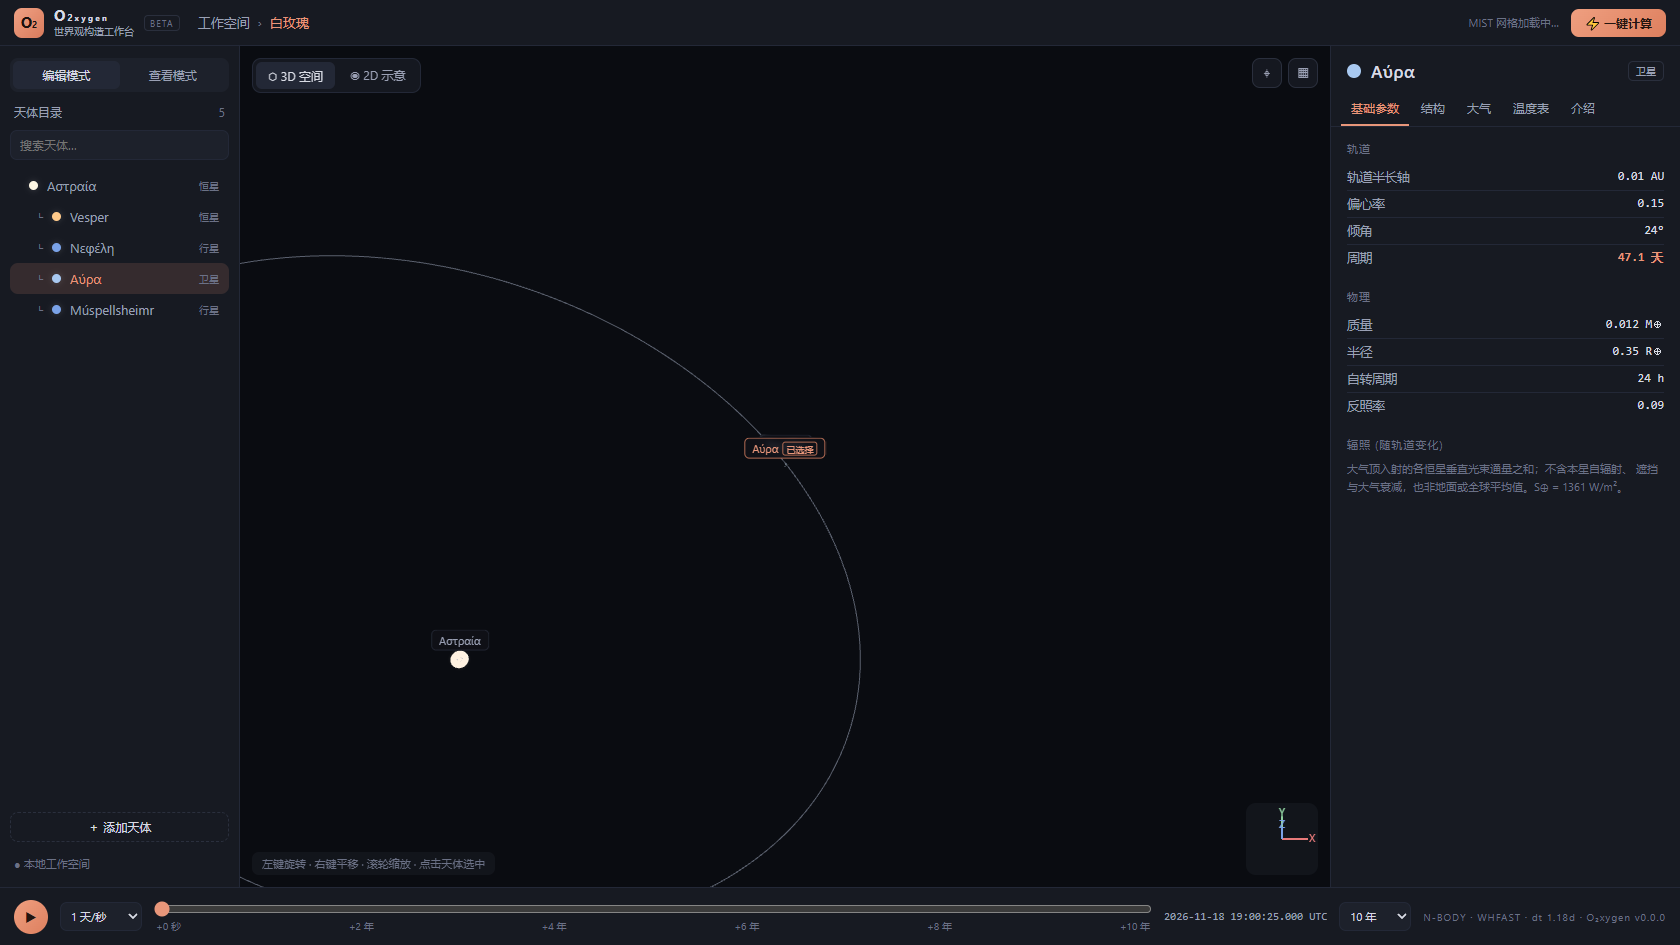 O₂
O₂xygen
世界观构造工作台
BETA
工作空间 › 白玫瑰
MIST 网格加载中...
⚡一键计算
编辑模式
查看模式
天体目录
5
搜索天体...
Αστραία 恒星
└ Vesper 恒星
└ Νεφέλη 行星
└ Αύρα 卫星
└ Múspellsheimr 行星
+ 添加天体
本地工作空间
3D 空间
2D 示意
Αύρα 已选择
Αστραία
左键旋转 · 右键平移 · 滚轮缩放 · 点击天体选中
Y
Z
X
Αύρα
卫星
基础参数 结构 大气 温度表 介绍
轨道
轨道半长轴 0.01 AU
偏心率 0.15
倾角 24°
周期 47.1 天
物理
质量 0.012 M⊕
半径 0.35 R⊕
自转周期 24 h
反照率 0.09
辐照 (随轨道变化)
大气顶入射的各恒星垂直光束通量之和；不含本星自辐射、 遮挡
与大气衰减，也非地面或全球平均值。S⊕ = 1361 W/m²。
1 天/秒
+0 秒 +2 年 +4 年 +6 年 +8 年 +10 年
2026-11-18 19:00:25.000 UTC
10 年
N-BODY · WHFAST · dt 1.18d · O₂xygen v0.0.0